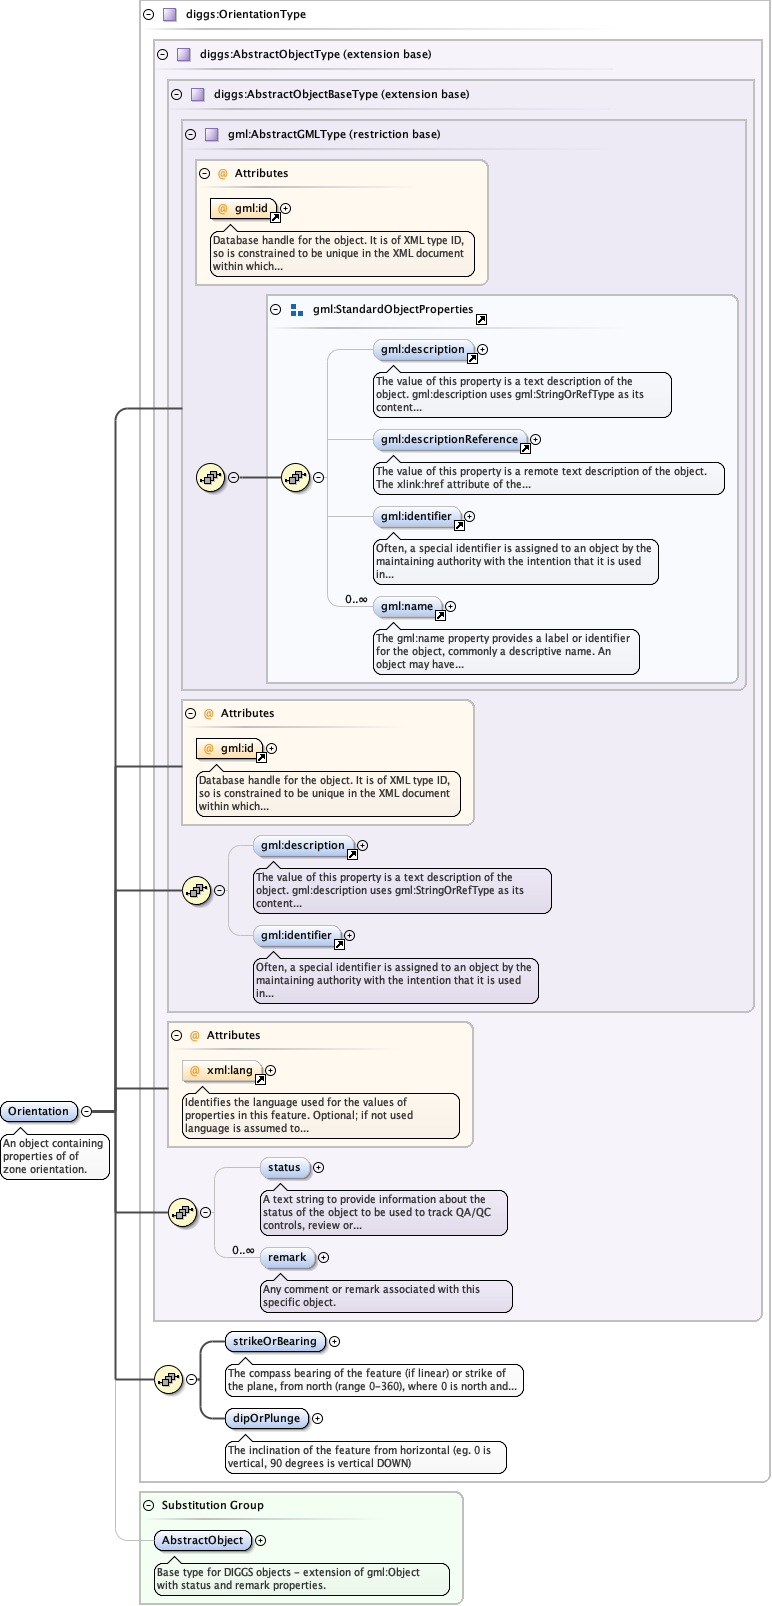 diggs:OrientationType
diggs:AbstractObjectType (extension base)
diggs:AbstractObjectBaseType (extension base)
gml:AbstractGMLType (restriction base)
@ Attributes
@ gml:id
Database handle for the object. It is of XML type ID,
so is constrained to be unique in the XML document
within which...
gml:StandardObjectProperties
gml:description
The value of this property is a text description of the
object. gml:description uses gml:StringOrRefType as its
content...
gml:descriptionReference
The value of this property is a remote text description of the object.
The xlink:href attribute of the...
gml:identifier
Often, a special identifier is assigned to an object by the
maintaining authority with the intention that it is used
in...
0..∞
gml:name
The gml:name property provides a label or identifier
for the object, commonly a descriptive name. An
object may have...
@ Attributes
@ gml:id
Database handle for the object. It is of XML type ID,
so is constrained to be unique in the XML document
within which...
gml:description
The value of this property is a text description of the
object. gml:description uses gml:StringOrRefType as its
content...
gml:identifier
Often, a special identifier is assigned to an object by the
maintaining authority with the intention that it is used
in...
@ Attributes
@ xml:lang
Identifies the language used for the values of
properties in this feature. Optional; if not used
language is assumed to...
Orientation
An object containing
properties of of
zone orientation.
status
A text string to provide information about the
status of the object to be used to track QA/QC
controls, review or...
0..∞
remark
Any comment or remark associated with this
specific object.
strikeOrBearing
The compass bearing of the feature (if linear) or strike of
the plane, from north (range 0-360), where 0 is north and...
dipOrPlunge
The inclination of the feature from horizontal (eg. 0 is
vertical, 90 degrees is vertical DOWN)
Substitution Group
AbstractObject
Base type for DIGGS objects - extension of gml:Object
with status and remark properties.